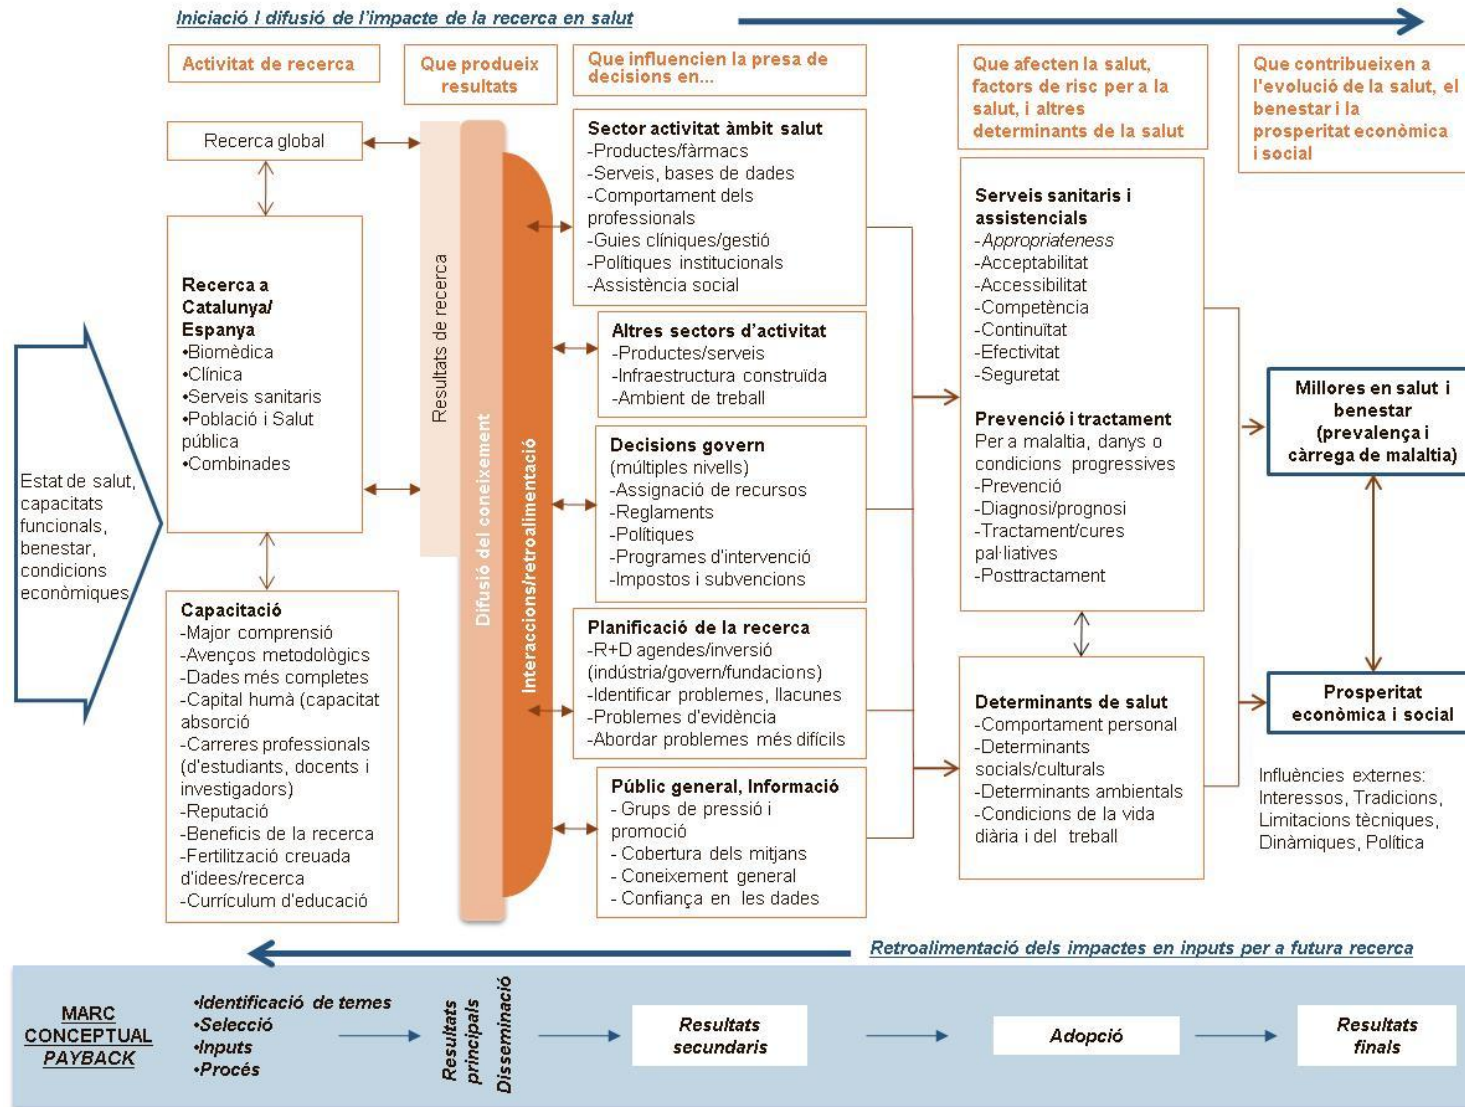 Iniciació I difusió de l'impacte de la recerca en salut
Activitat de recerca
Que produeix
resultats
Que influencien la presa de
decisions en...
Que afecten la salut,
factors de risc per a la
salut, i altres
determinants de la salut
Que contribueixen a
l'evolució de la salut, el
benestar i la
prosperitat econòmica
i social
Estat de salut,
capacitats
funcionals,
benestar,
condicions
econòmiques
Recerca global
Recerca a
Catalunya/
Espanya
•Biomèdica
•Clínica
•Serveis sanitaris
•Població i Salut
pública
•Combinades
Capacitació
-Major comprensió
-Avenços metodològics
-Dades més completes
-Capital humà (capacitat
absorció
-Carreres professionals
(d'estudiants, docents i
investigadors)
-Reputació
-Beneficis de la recerca
-Fertilització creuada
d'idees/recerca
-Currículum d'educació
Resultats de recerca
Difusió del coneixement
Interaccions/retroalimentació
Sector activitat àmbit salut
-Productes/fàrmacs
-Serveis, bases de dades
-Comportament dels
professionals
-Guies clíniques/gestió
-Polítiques institucionals
-Assistència social
Altres sectors d'activitat
-Productes/serveis
-Infraestructura construïda
-Ambient de treball
Decisions govern
(múltiples nivells)
-Assignació de recursos
-Reglaments
-Polítiques
-Programes d'intervenció
-Impostos i subvencions
Planificació de la recerca
-R+D agendes/inversió
(indústria/govern/fundacions)
-Identificar problemes, llacunes
-Problemes d'evidència
-Abordar problemes més difícils
Públic general, Informació
- Grups de pressió i
promoció
- Cobertura dels mitjans
- Coneixement general
- Confiança en les dades
Serveis sanitaris i
assistencials
-Appropriateness
-Acceptabilitat
-Accessibilitat
-Competència
-Continuïtat
-Efectivitat
-Seguretat
Prevenció i tractament
Per a malaltia, danys o
condicions progressives
-Prevenció
-Diagnosi/prognosi
-Tractament/cures
pal·liatives
-Posttractament
Determinants de salut
-Comportament personal
-Determinants
socials/culturals
-Determinants ambientals
-Condicions de la vida
diària i del treball
Millores en salut i
benestar
(prevalença i
càrrega de malaltia)
Prosperitat
econòmica i social
Influències externes:
Interessos, Tradicions,
Limitacions tècniques,
Dinàmiques, Política
Retroalimentació dels impactes en inputs per a futura recerca
MARC
CONCEPTUAL
PAYBACK
•Identificació de temes
•Selecció
•Inputs
•Procés
Resultats
principals
Disseminació
Resultats
secundaris
Adopció
Resultats
finals